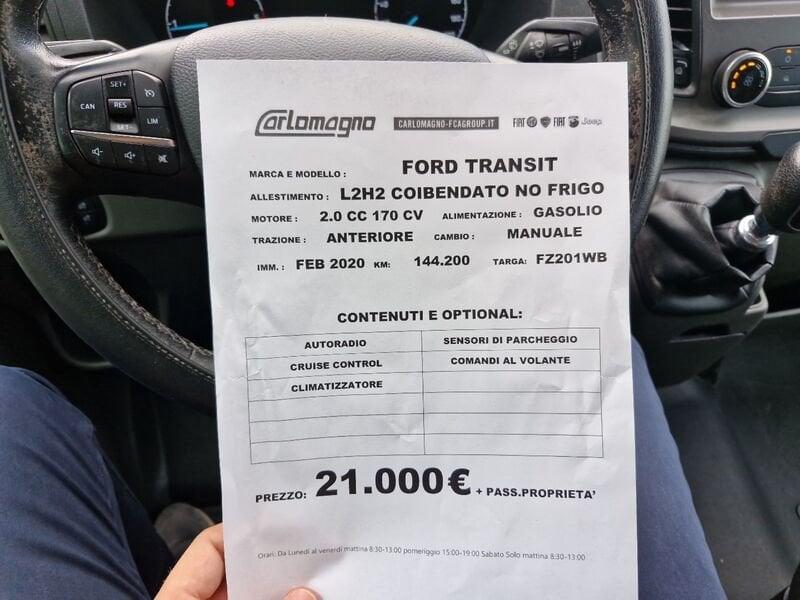 CAN
SET+
RES
SET-
LIM
Carlomagno CARLOMAGNO-FCAGROUP.IT FIAT FIAT Jeep
MARCA E MODELLO : FORD TRANSIT
ALLESTIMENTO : L2H2 COIBENDATO NO FRIGO
MOTORE : 2.0 CC 170 CV ALIMENTAZIONE : GASOLIO
TRAZIONE : ANTERIORE CAMBIO : MANUALE
IMM. : FEB 2020 KM: 144.200 TARGA: FZ201WB
CONTENUTI E OPTIONAL:
AUTORADIO SENSORI DI PARCHEGGIO
CRUISE CONTROL COMANDI AL VOLANTE
CLIMATIZZATORE
PREZZO: 21.000 € + PASS.PROPRIETA'
Orari: Da Lunedi al venerdi mattina 8:30-13:00 pomeriggio 15:00-19:00 Sabato Solo mattina 8:30-13:00